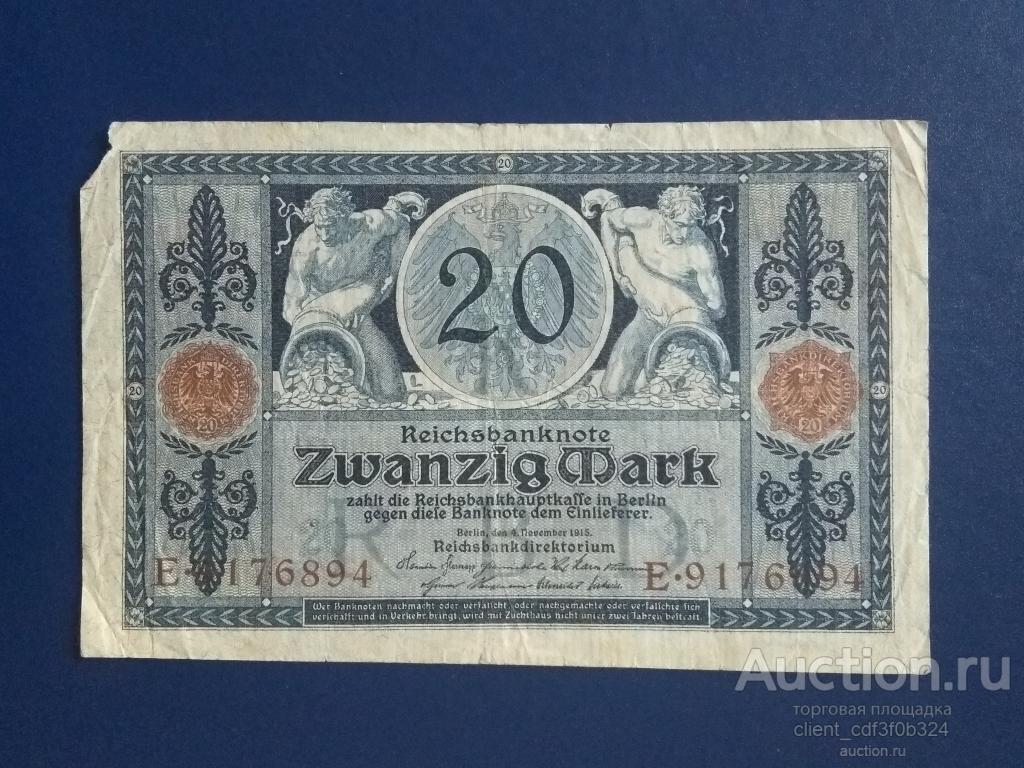 20
20
20 20
20 20
Reichsbanknote
Zwanzig Mark
zahlt die Reichsbankhauptkasse in Berlin
gegen diese Banknote dem Einlieferer.
Berlin, den 4. November 1915.
Reichsbankdirektorium
E·9176894 E·9176894
Wer Banknoten nachmacht oder verfälscht, oder nachgemachte oder verfälschte sich
verschafft und in Verkehr bringt, wird mit Zuchthaus nicht unter zwei Jahren bestraft
Auction.ru
торговая площадка
client_cdf3f0b324
auction.ru